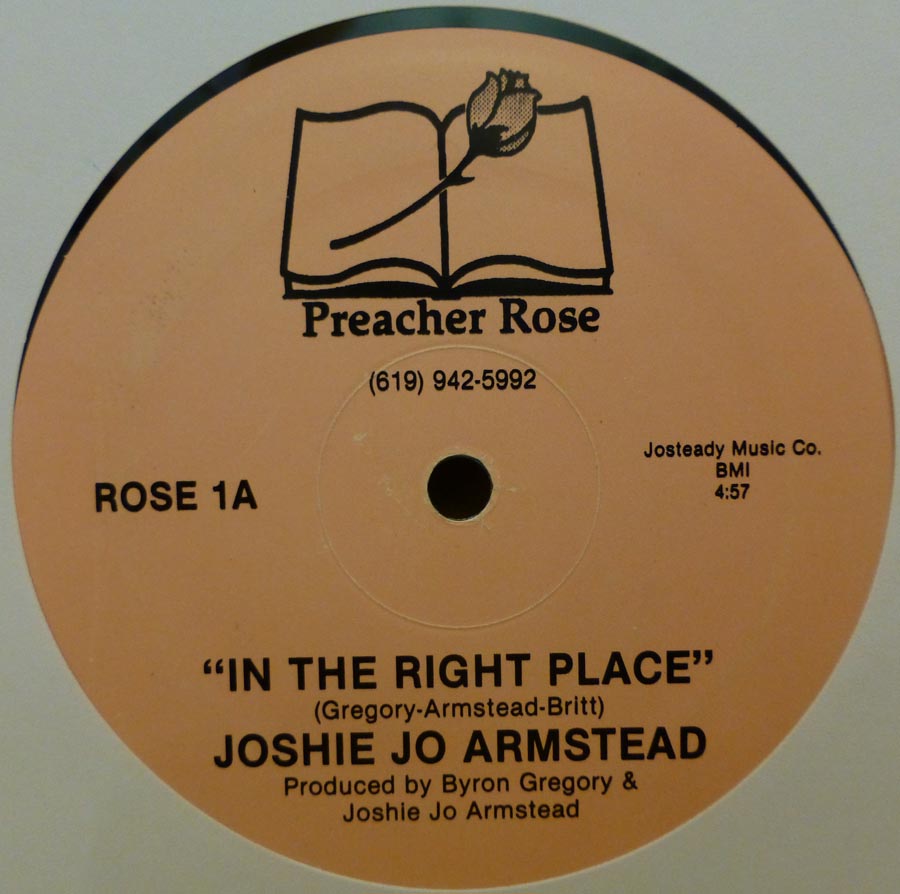 Preacher Rose
(619) 942-5992
Josteady Music Co.
BMI
4:57
ROSE 1A
“IN THE RIGHT PLACE”
(Gregory-Armstead-Britt)
JOSHIE JO ARMSTEAD
Produced by Byron Gregory &
Joshie Jo Armstead